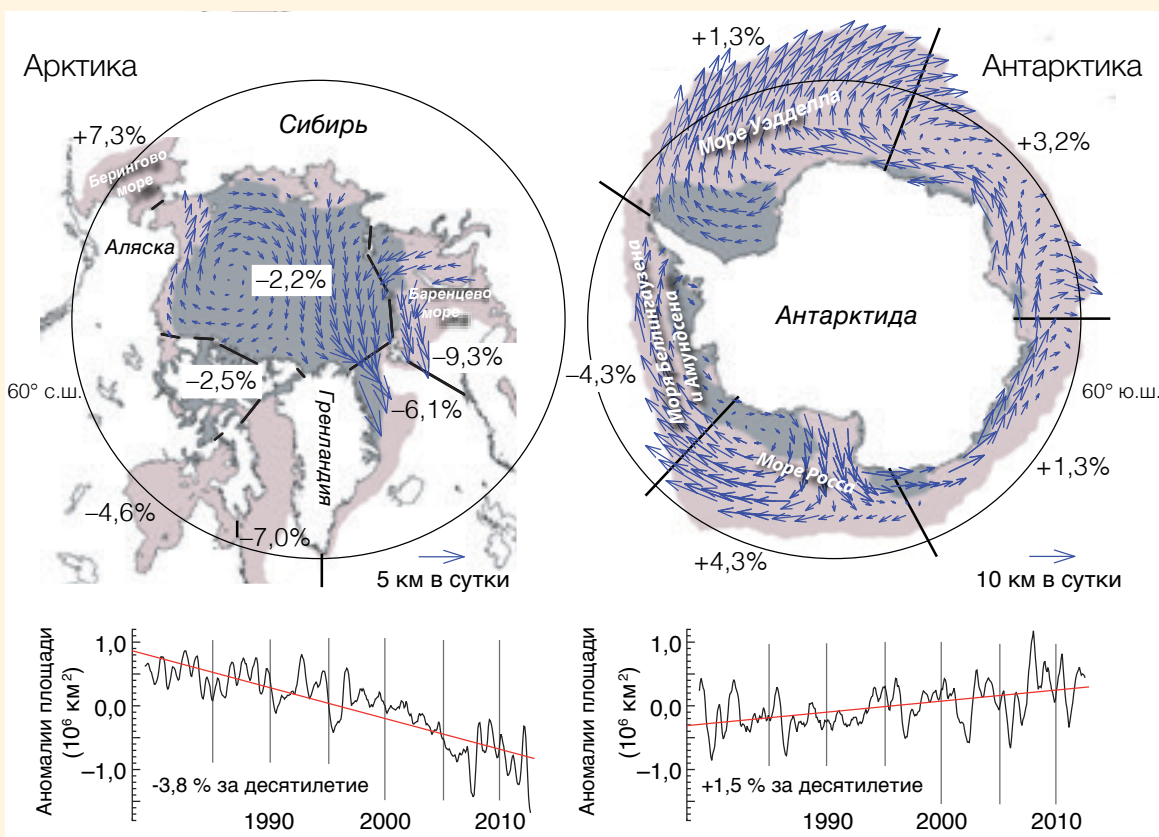 Арктика
+7,3%
Берингово
море
Сибирь
Аляска
–2,2%
Баренцево
море
–9,3%
–2,5%
–6,1%
60° с.ш.
Гренландия
–4,6%
–7,0%
5 км в сутки
+1,3%
Антарктика
Море Уэдделла
+3,2%
Моря Беллингаузена
и Амундсена
Антарктида
–4,3%
60° ю.ш.
Море Росса
+1,3%
+4,3%
10 км в сутки
Аномалии площади
(10⁶ км²)
1,0
0,0
–1,0
-3,8 % за десятилетие
1990
2000
2010
Аномалии площади
(10⁶ км²)
1,0
0,0
–1,0
+1,5 % за десятилетие
1990
2000
2010